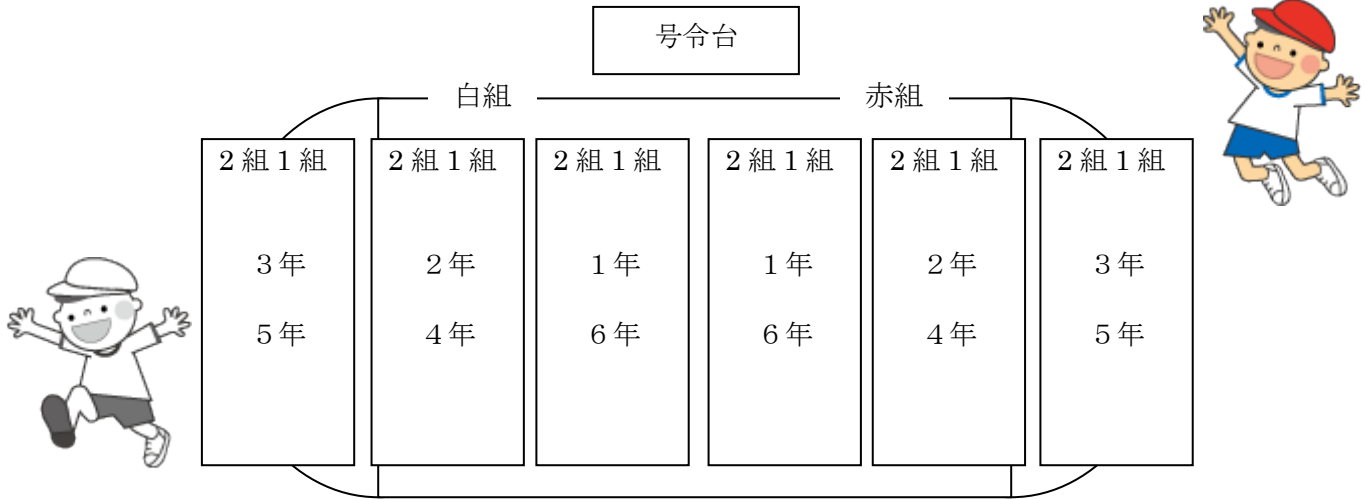 号令台
白組 赤組
2組1組 2組1組 2組1組 2組1組 2組1組 2組1組
3年 2年 1年 1年 2年 3年
5年 4年 6年 6年 4年 5年